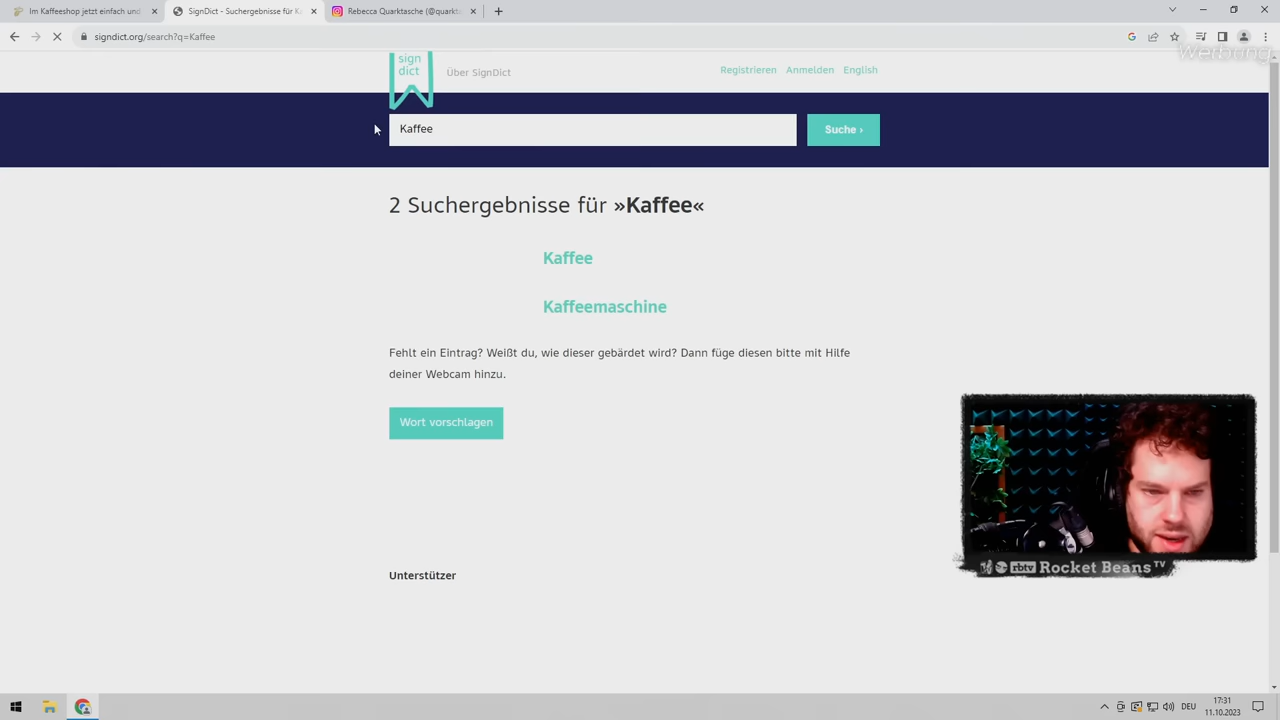 Im Kaffeeshop jetzt einfach und
SignDict - Suchergebnisse für K
Rebecca Quarktasche (@quarkt
signdict.org/search?q=Kaffee
Werbung
sign
dict
Über SignDict
Registrieren Anmelden English
Kaffee
Suche ›
2 Suchergebnisse für »Kaffee«
Kaffee
Kaffeemaschine
Fehlt ein Eintrag? Weißt du, wie dieser gebärdet wird? Dann füge diesen bitte mit Hilfe
deiner Webcam hinzu.
Wort vorschlagen
rbtv Rocket Beans TV
Unterstützer
DEU
17:31
11.10.2023